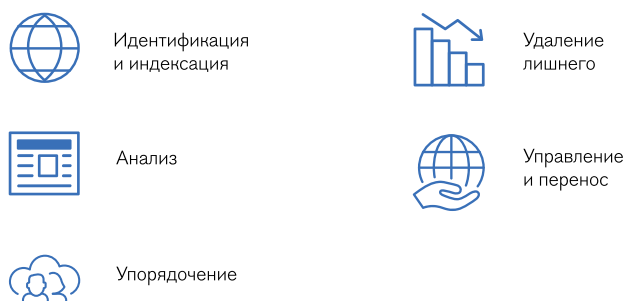 Идентификация
и индексация
Анализ
Упорядочение
Удаление
лишнего
Управление
и перенос